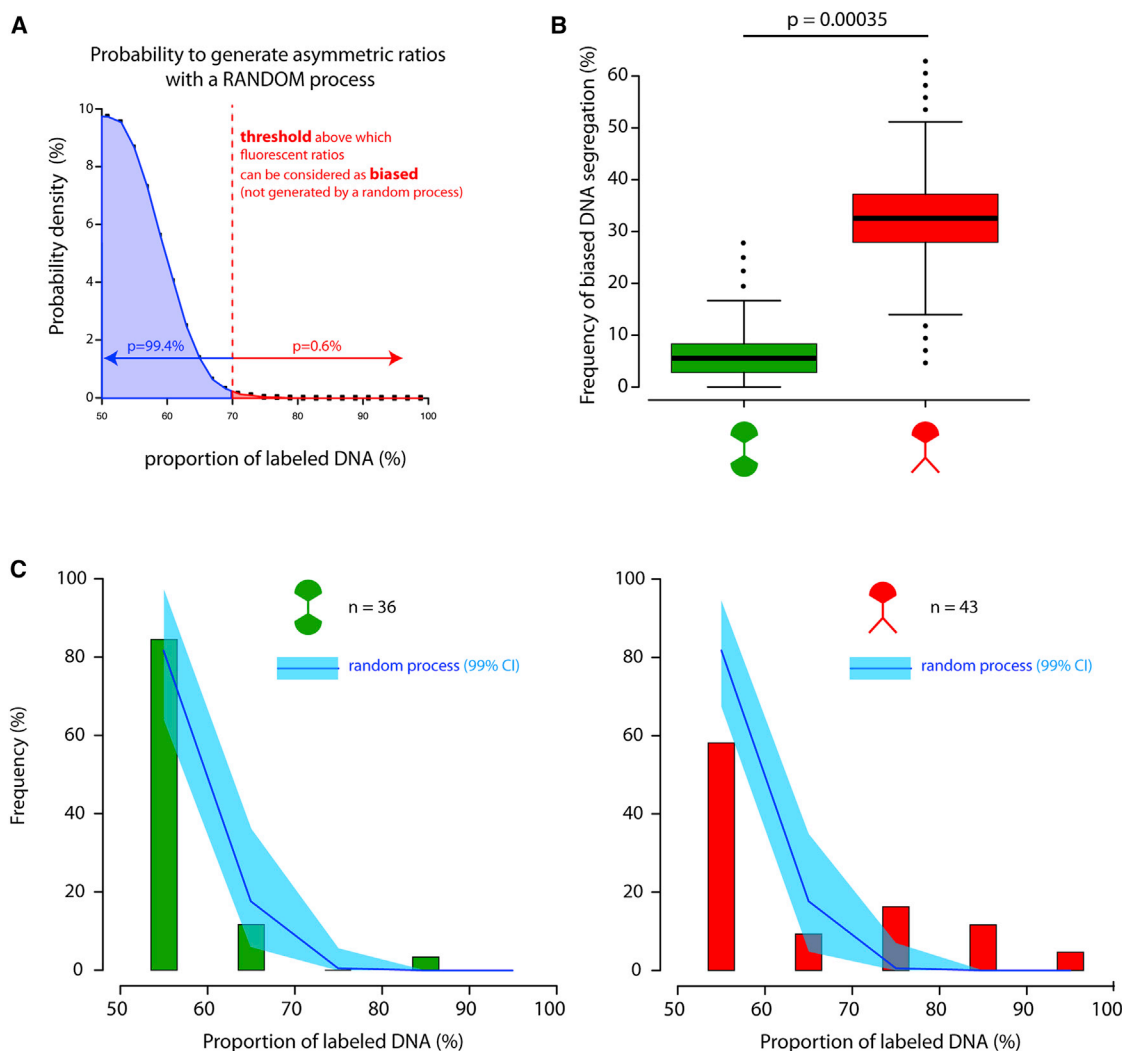 A
Probability to generate asymmetric ratios
with a RANDOM process
10
8
6
4
2
0
Probability density (%)
threshold above which
fluorescent ratios
can be considered as biased
(not generated by a random process)
p=99.4%
p=0.6%
50 60 70 80 90 100
proportion of labeled DNA (%)
B
p = 0.00035
60
50
40
30
20
10
0
Frequency of biased DNA segregation (%)
C
100
80
60
40
20
0
Frequency (%)
n = 36
random process (99% CI)
50 60 70 80 90 100
Proportion of labeled DNA (%)
100
80
60
40
20
0
n = 43
random process (99% CI)
50 60 70 80 90 100
Proportion of labeled DNA (%)